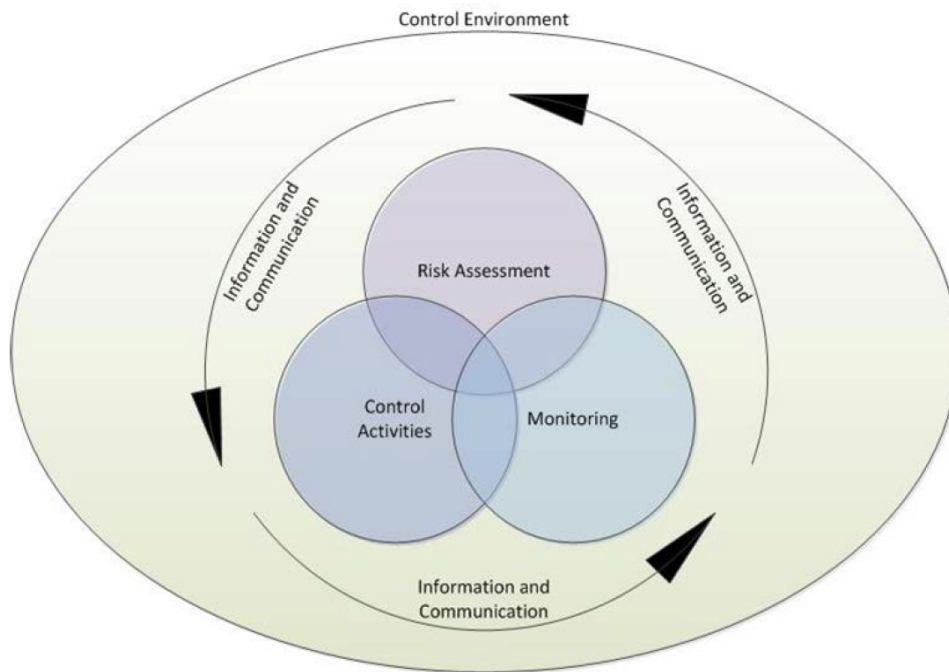 Control Environment
Information and
Communication
Information and
Communication
Risk Assessment
Control
Activities
Monitoring
Information and
Communication